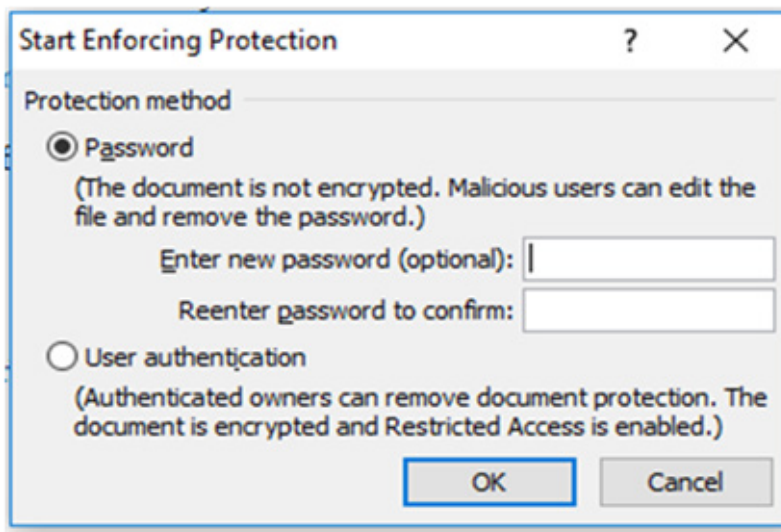 Start Enforcing Protection ?
Protection method
Password
(The document is not encrypted. Malicious users can edit the
file and remove the password.)
Enter new password (optional):
Reenter password to confirm:
User authentication
(Authenticated owners can remove document protection. The
document is encrypted and Restricted Access is enabled.)
OK Cancel